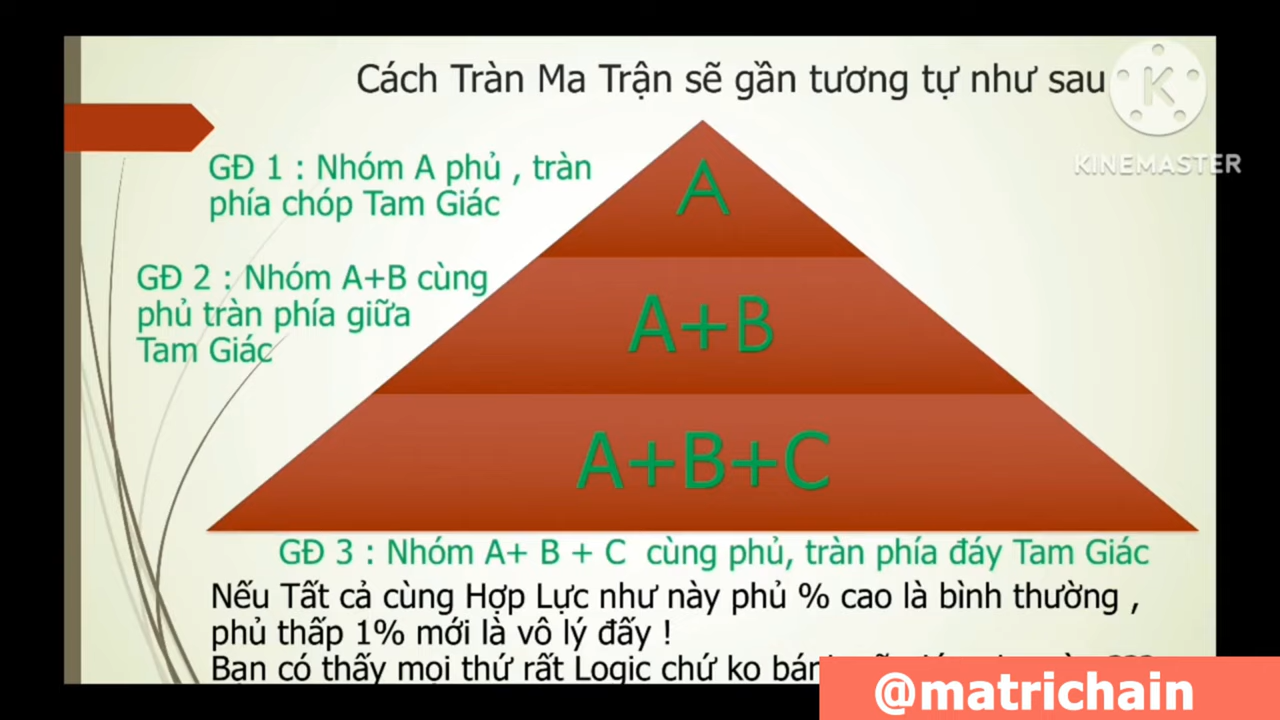 Cách Tràn Ma Trận sẽ gần tương tự như sau
KINEMASTER
GĐ 1 : Nhóm A phủ , tràn
phía chóp Tam Giác
A
GĐ 2 : Nhóm A+B cùng
phủ tràn phía giữa
Tam Giác
A+B
A+B+C
GĐ 3 : Nhóm A+ B + C cùng phủ, tràn phía đáy Tam Giác
Nếu Tất cả cùng Hợp Lực như này phủ % cao là bình thường ,
phủ thấp 1% mới là vô lý đấy !
Bạn có thấy mọi thứ rất Logic chứ ko
@matrichain